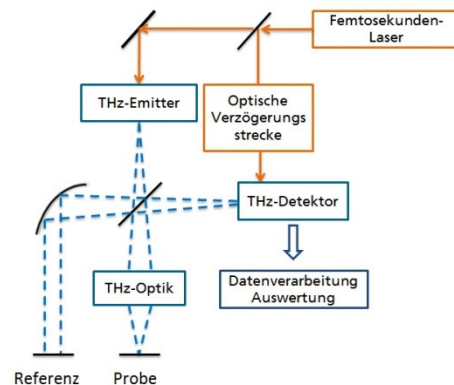 Femtosekunden-
Laser
THz-Emitter
Optische
Verzögerungs
strecke
THz-Detektor
THz-Optik
Datenverarbeitung
Auswertung
Referenz
Probe